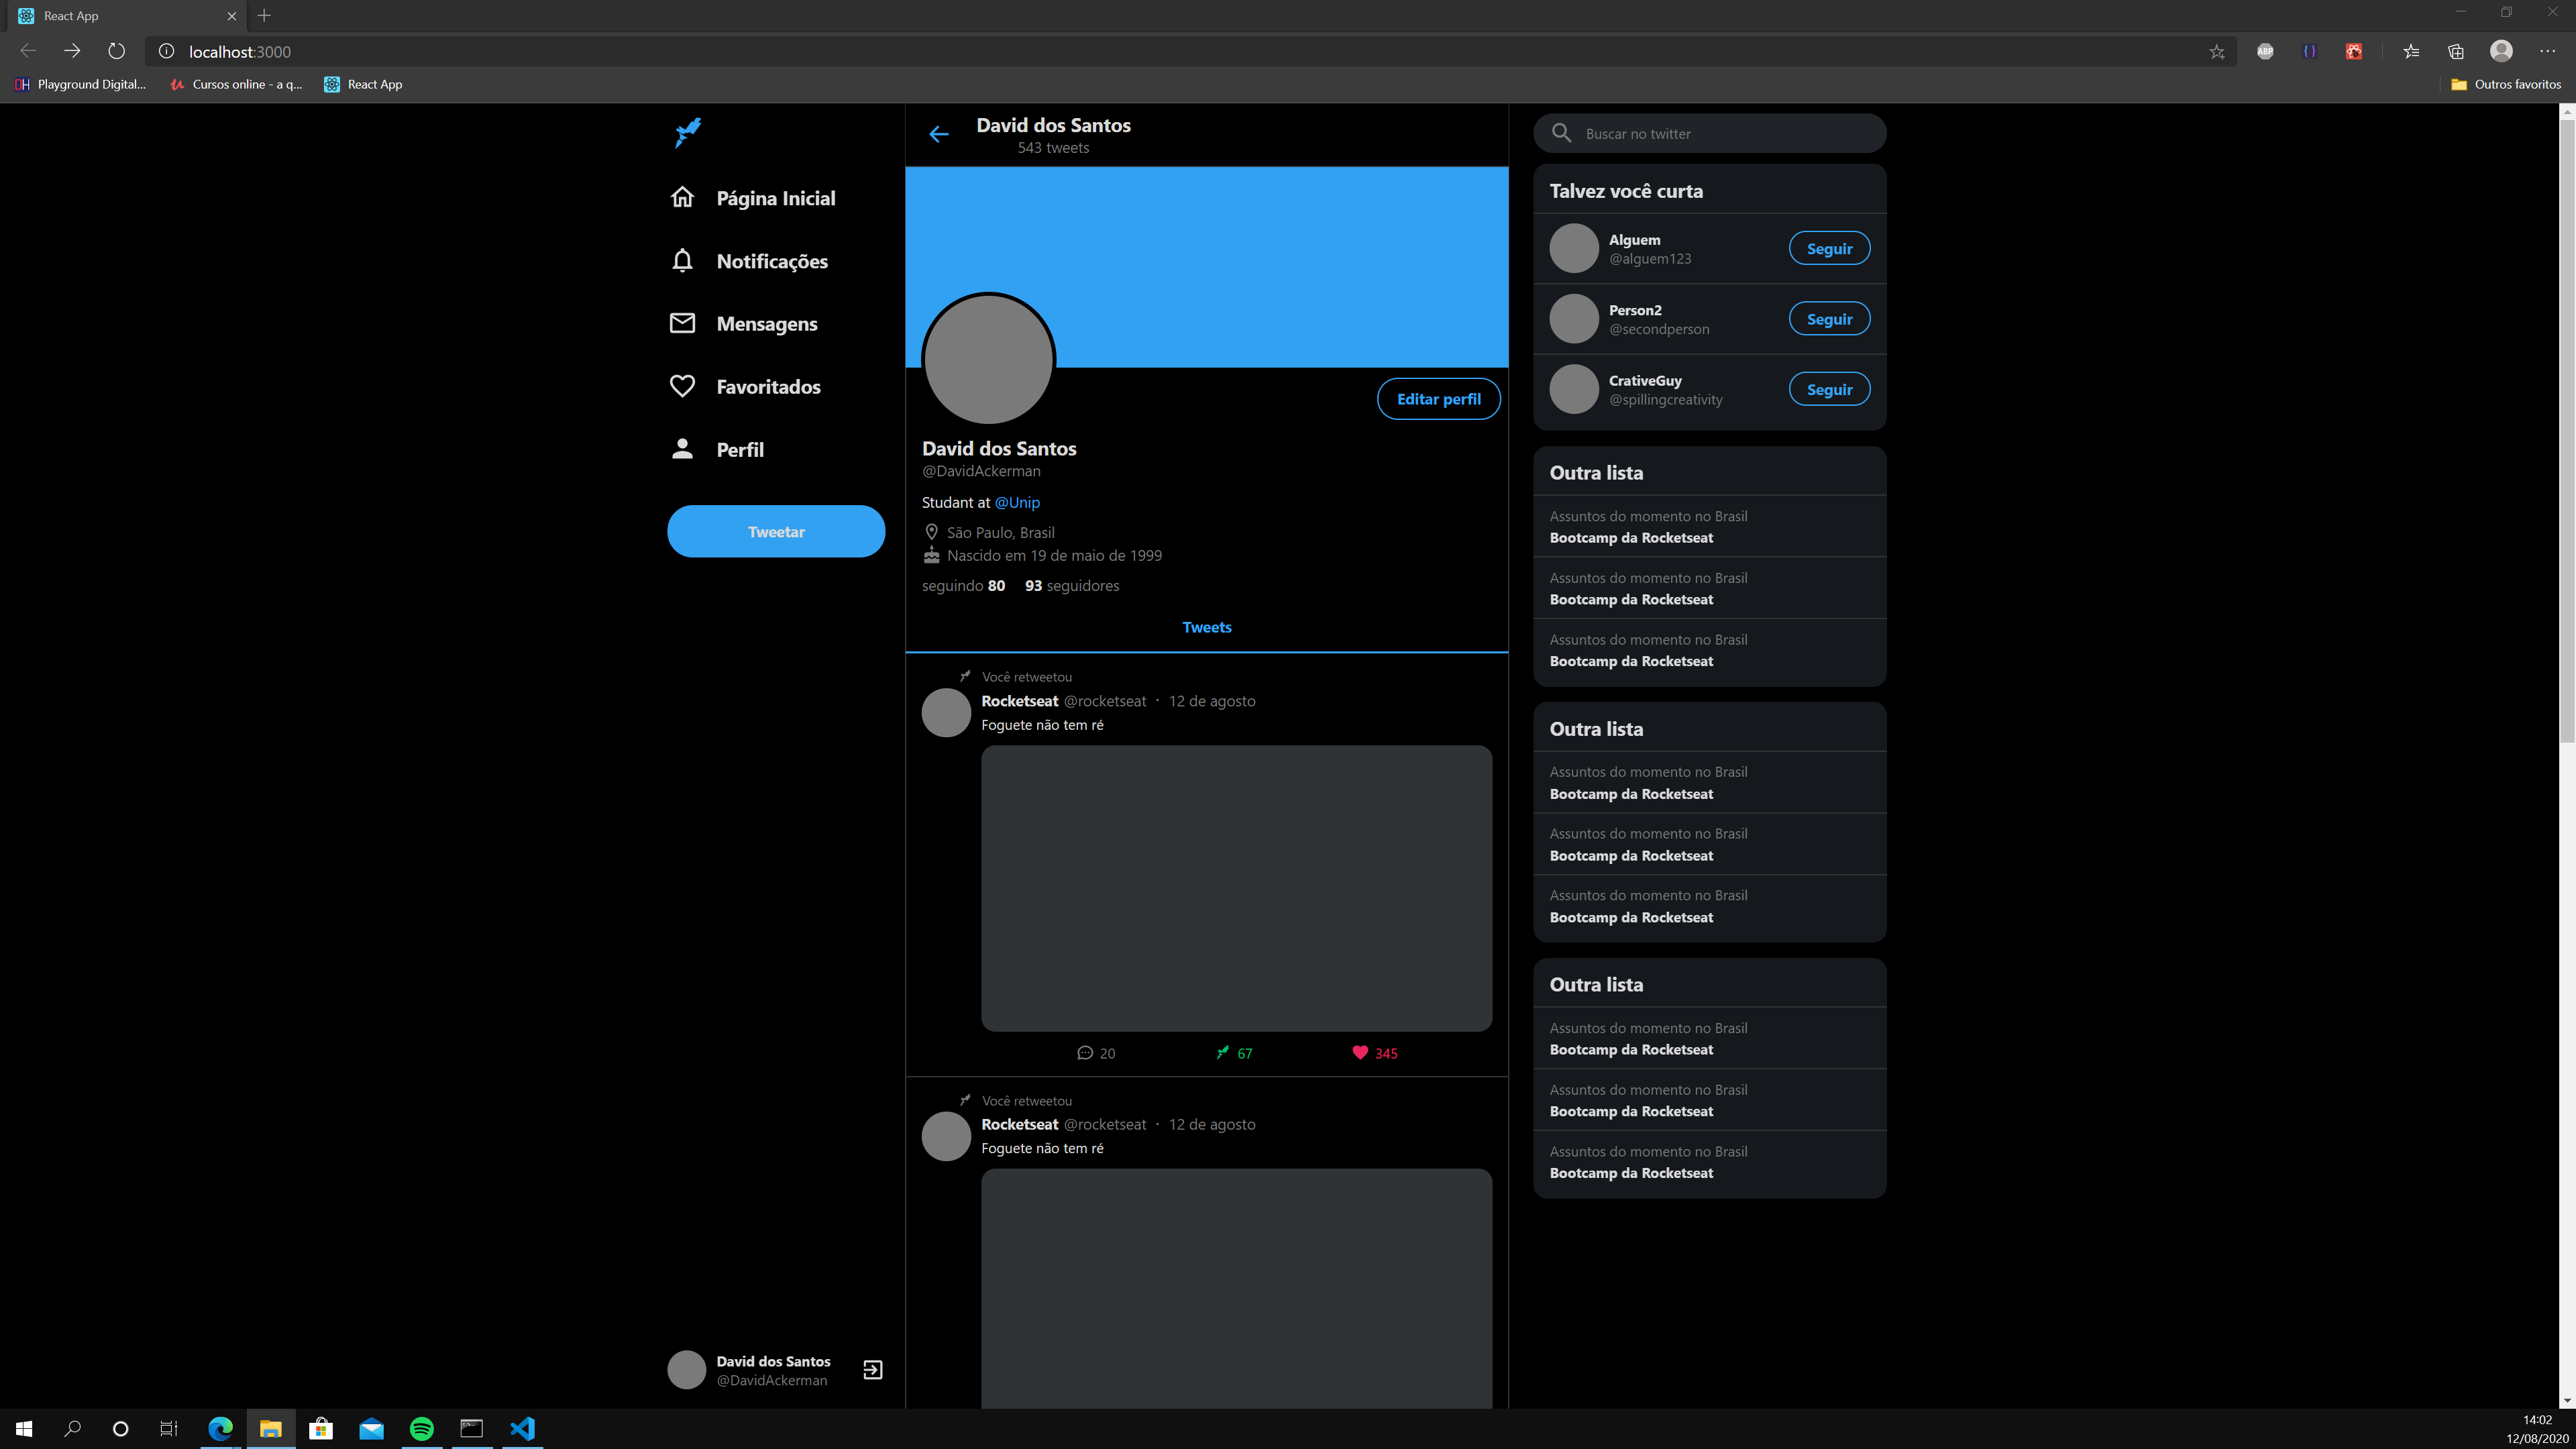 React App
localhost:3000
ABP
DH Playground Digital...
Cursos online - a q...
React App
Outros favoritos
Página Inicial
Notificações
Mensagens
Favoritados
Perfil
Tweetar
David dos Santos
@DavidAckerman
David dos Santos
543 tweets
Editar perfil
David dos Santos
@DavidAckerman
Studant at @Unip
São Paulo, Brasil
Nascido em 19 de maio de 1999
seguindo 80 93 seguidores
Tweets
Você retweetou
Rocketseat @rocketseat · 12 de agosto
Foguete não tem ré
20 67 345
Você retweetou
Rocketseat @rocketseat · 12 de agosto
Foguete não tem ré
Buscar no twitter
Talvez você curta
Alguem
@alguem123
Seguir
Person2
@secondperson
Seguir
CrativeGuy
@spillingcreativity
Seguir
Outra lista
Assuntos do momento no Brasil
Bootcamp da Rocketseat
Assuntos do momento no Brasil
Bootcamp da Rocketseat
Assuntos do momento no Brasil
Bootcamp da Rocketseat
Outra lista
Assuntos do momento no Brasil
Bootcamp da Rocketseat
Assuntos do momento no Brasil
Bootcamp da Rocketseat
Assuntos do momento no Brasil
Bootcamp da Rocketseat
Outra lista
Assuntos do momento no Brasil
Bootcamp da Rocketseat
Assuntos do momento no Brasil
Bootcamp da Rocketseat
Assuntos do momento no Brasil
Bootcamp da Rocketseat
14:02
12/08/2020